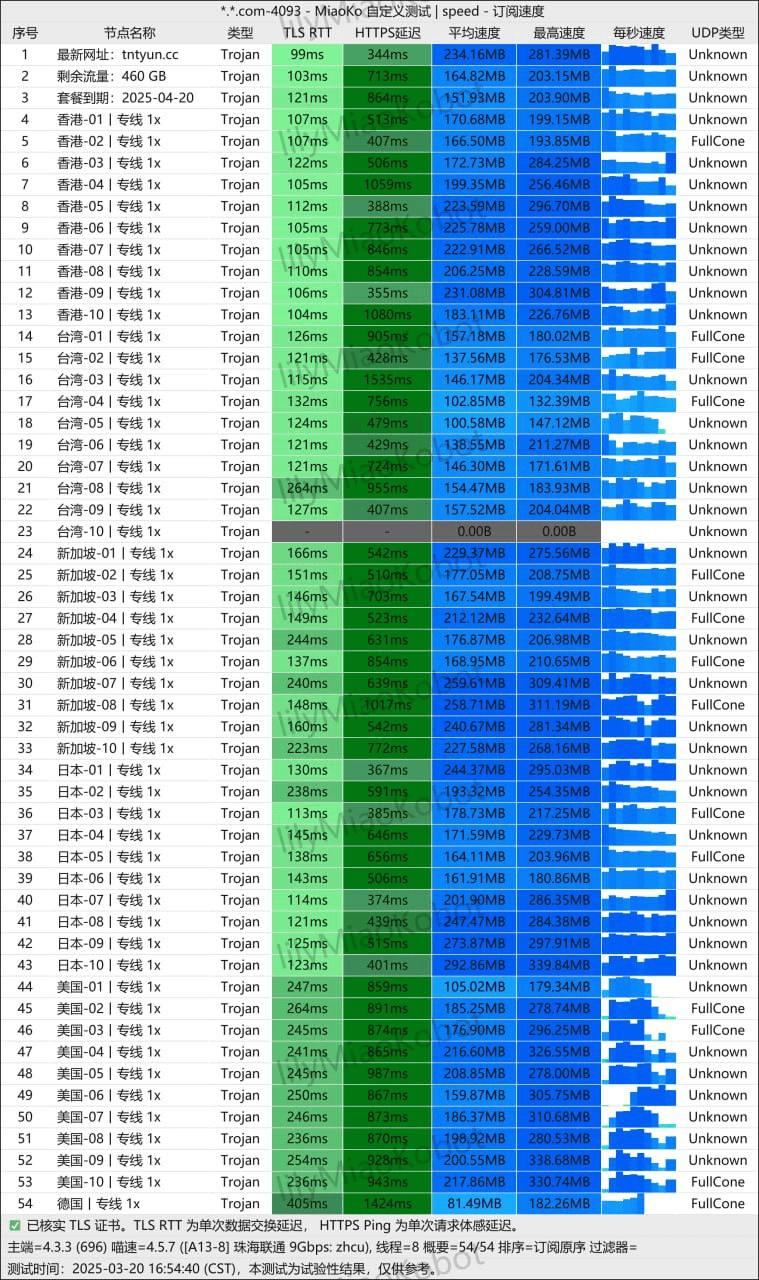 *.*.com-4093 - MiaoKo 自定义测试 | speed - 订阅速度
序号 节点名称 类型 TLS RTT HTTPS延迟 平均速度 最高速度 每秒速度 UDP类型
1 最新网址：tntyun.cc Trojan 99ms 344ms 234.16MB 281.39MB Unknown
2 剩余流量：460 GB Trojan 103ms 713ms 164.82MB 203.15MB Unknown
3 套餐到期：2025-04-20 Trojan 121ms 864ms 151.93MB 203.90MB Unknown
4 香港-01 | 专线 1x Trojan 107ms 513ms 170.68MB 199.15MB Unknown
5 香港-02 | 专线 1x Trojan 107ms 407ms 166.50MB 193.85MB FullCone
6 香港-03 | 专线 1x Trojan 122ms 506ms 172.73MB 284.25MB Unknown
7 香港-04 | 专线 1x Trojan 105ms 1059ms 199.35MB 256.46MB Unknown
8 香港-05 | 专线 1x Trojan 112ms 388ms 223.59MB 296.70MB Unknown
9 香港-06 | 专线 1x Trojan 105ms 773ms 225.78MB 259.00MB Unknown
10 香港-07 | 专线 1x Trojan 105ms 846ms 222.91MB 266.52MB Unknown
11 香港-08 | 专线 1x Trojan 110ms 854ms 206.25MB 228.59MB Unknown
12 香港-09 | 专线 1x Trojan 106ms 355ms 231.08MB 304.81MB Unknown
13 香港-10 | 专线 1x Trojan 104ms 1080ms 183.11MB 226.76MB Unknown
14 台湾-01 | 专线 1x Trojan 126ms 905ms 157.18MB 180.02MB FullCone
15 台湾-02 | 专线 1x Trojan 121ms 428ms 137.56MB 176.53MB FullCone
16 台湾-03 | 专线 1x Trojan 115ms 1535ms 146.17MB 204.34MB Unknown
17 台湾-04 | 专线 1x Trojan 132ms 756ms 102.85MB 132.39MB FullCone
18 台湾-05 | 专线 1x Trojan 124ms 479ms 100.58MB 147.12MB Unknown
19 台湾-06 | 专线 1x Trojan 121ms 429ms 138.55MB 211.27MB Unknown
20 台湾-07 | 专线 1x Trojan 121ms 724ms 146.30MB 171.61MB Unknown
21 台湾-08 | 专线 1x Trojan 264ms 955ms 154.47MB 183.93MB Unknown
22 台湾-09 | 专线 1x Trojan 127ms 407ms 157.52MB 204.04MB Unknown
23 台湾-10 | 专线 1x Trojan - - 0.00B 0.00B Unknown
24 新加坡-01 | 专线 1x Trojan 166ms 542ms 229.37MB 275.56MB Unknown
25 新加坡-02 | 专线 1x Trojan 151ms 510ms 177.05MB 208.75MB FullCone
26 新加坡-03 | 专线 1x Trojan 146ms 703ms 167.54MB 199.49MB Unknown
27 新加坡-04 | 专线 1x Trojan 149ms 523ms 212.12MB 232.64MB FullCone
28 新加坡-05 | 专线 1x Trojan 244ms 631ms 176.87MB 206.98MB Unknown
29 新加坡-06 | 专线 1x Trojan 137ms 854ms 168.95MB 210.65MB FullCone
30 新加坡-07 | 专线 1x Trojan 240ms 639ms 259.61MB 309.41MB Unknown
31 新加坡-08 | 专线 1x Trojan 148ms 1017ms 258.71MB 311.19MB FullCone
32 新加坡-09 | 专线 1x Trojan 160ms 542ms 240.67MB 281.34MB Unknown
33 新加坡-10 | 专线 1x Trojan 223ms 772ms 227.58MB 268.16MB Unknown
34 日本-01 | 专线 1x Trojan 130ms 367ms 244.37MB 295.03MB Unknown
35 日本-02 | 专线 1x Trojan 238ms 591ms 193.32MB 254.35MB Unknown
36 日本-03 | 专线 1x Trojan 113ms 385ms 178.73MB 217.25MB FullCone
37 日本-04 | 专线 1x Trojan 145ms 646ms 171.59MB 229.73MB Unknown
38 日本-05 | 专线 1x Trojan 138ms 656ms 164.11MB 203.96MB FullCone
39 日本-06 | 专线 1x Trojan 143ms 506ms 161.91MB 180.86MB Unknown
40 日本-07 | 专线 1x Trojan 114ms 374ms 201.90MB 286.35MB Unknown
41 日本-08 | 专线 1x Trojan 121ms 439ms 247.47MB 284.38MB Unknown
42 日本-09 | 专线 1x Trojan 125ms 515ms 273.87MB 297.91MB Unknown
43 日本-10 | 专线 1x Trojan 123ms 401ms 292.86MB 339.84MB Unknown
44 美国-01 | 专线 1x Trojan 247ms 859ms 105.02MB 179.34MB Unknown
45 美国-02 | 专线 1x Trojan 264ms 891ms 185.25MB 278.74MB FullCone
46 美国-03 | 专线 1x Trojan 245ms 874ms 176.90MB 296.25MB FullCone
47 美国-04 | 专线 1x Trojan 241ms 865ms 216.60MB 326.55MB Unknown
48 美国-05 | 专线 1x Trojan 245ms 987ms 208.85MB 278.00MB Unknown
49 美国-06 | 专线 1x Trojan 250ms 867ms 159.87MB 305.75MB Unknown
50 美国-07 | 专线 1x Trojan 246ms 873ms 186.37MB 310.68MB Unknown
51 美国-08 | 专线 1x Trojan 236ms 870ms 198.92MB 280.53MB Unknown
52 美国-09 | 专线 1x Trojan 254ms 928ms 200.55MB 338.68MB Unknown
53 美国-10 | 专线 1x Trojan 236ms 943ms 217.86MB 330.74MB FullCone
54 德国 | 专线 1x Trojan 405ms 1424ms 81.49MB 182.26MB FullCone
✅ 已核实 TLS 证书。TLS RTT 为单次数据交换延迟， HTTPS Ping 为单次请求体感延迟。
主端=4.3.3 (696) 喵速=4.5.7 ([A13-8] 珠海联通 9Gbps: zhcu), 线程=8 概要=54/54 排序=订阅原序 过滤器=
测试时间：2025-03-20 16:54:40 (CST)，本测试为试验性结果，仅供参考。
lilyMiaoKobot